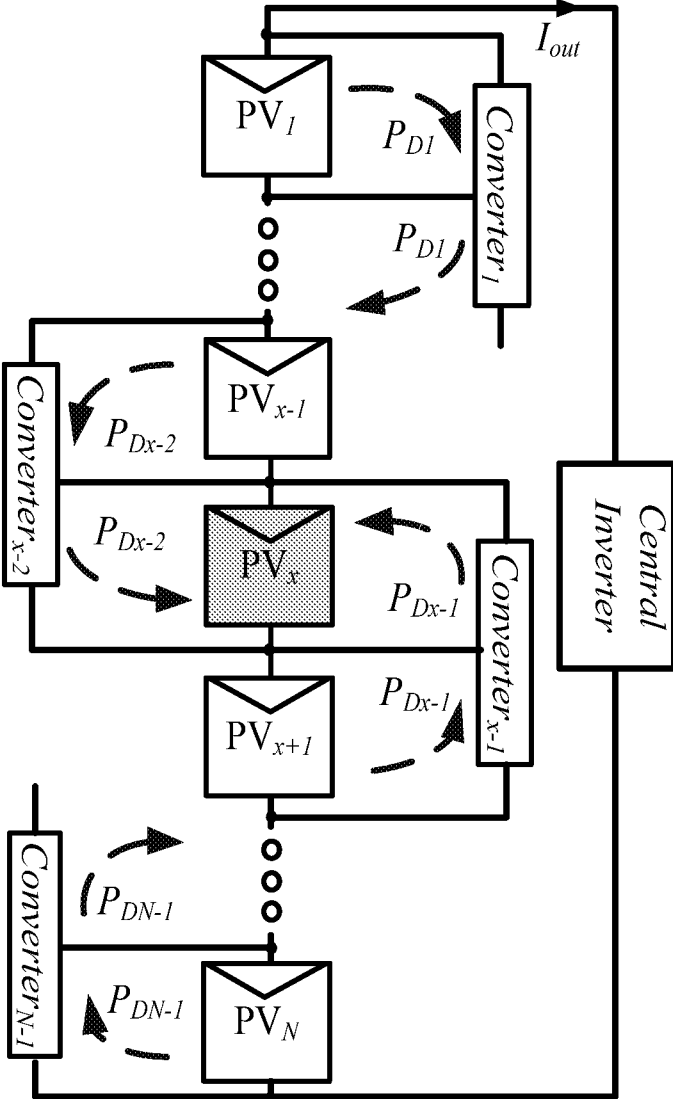 I_out
PV_1
P_D1
Converter_1
P_D1
PV_x-1
Converter_x-2
P_Dx-2
P_Dx-2
PV_x
P_Dx-1
Converter_x-1
Central
Inverter
P_Dx-1
PV_x+1
Converter_N-1
P_DN-1
P_DN-1
PV_N